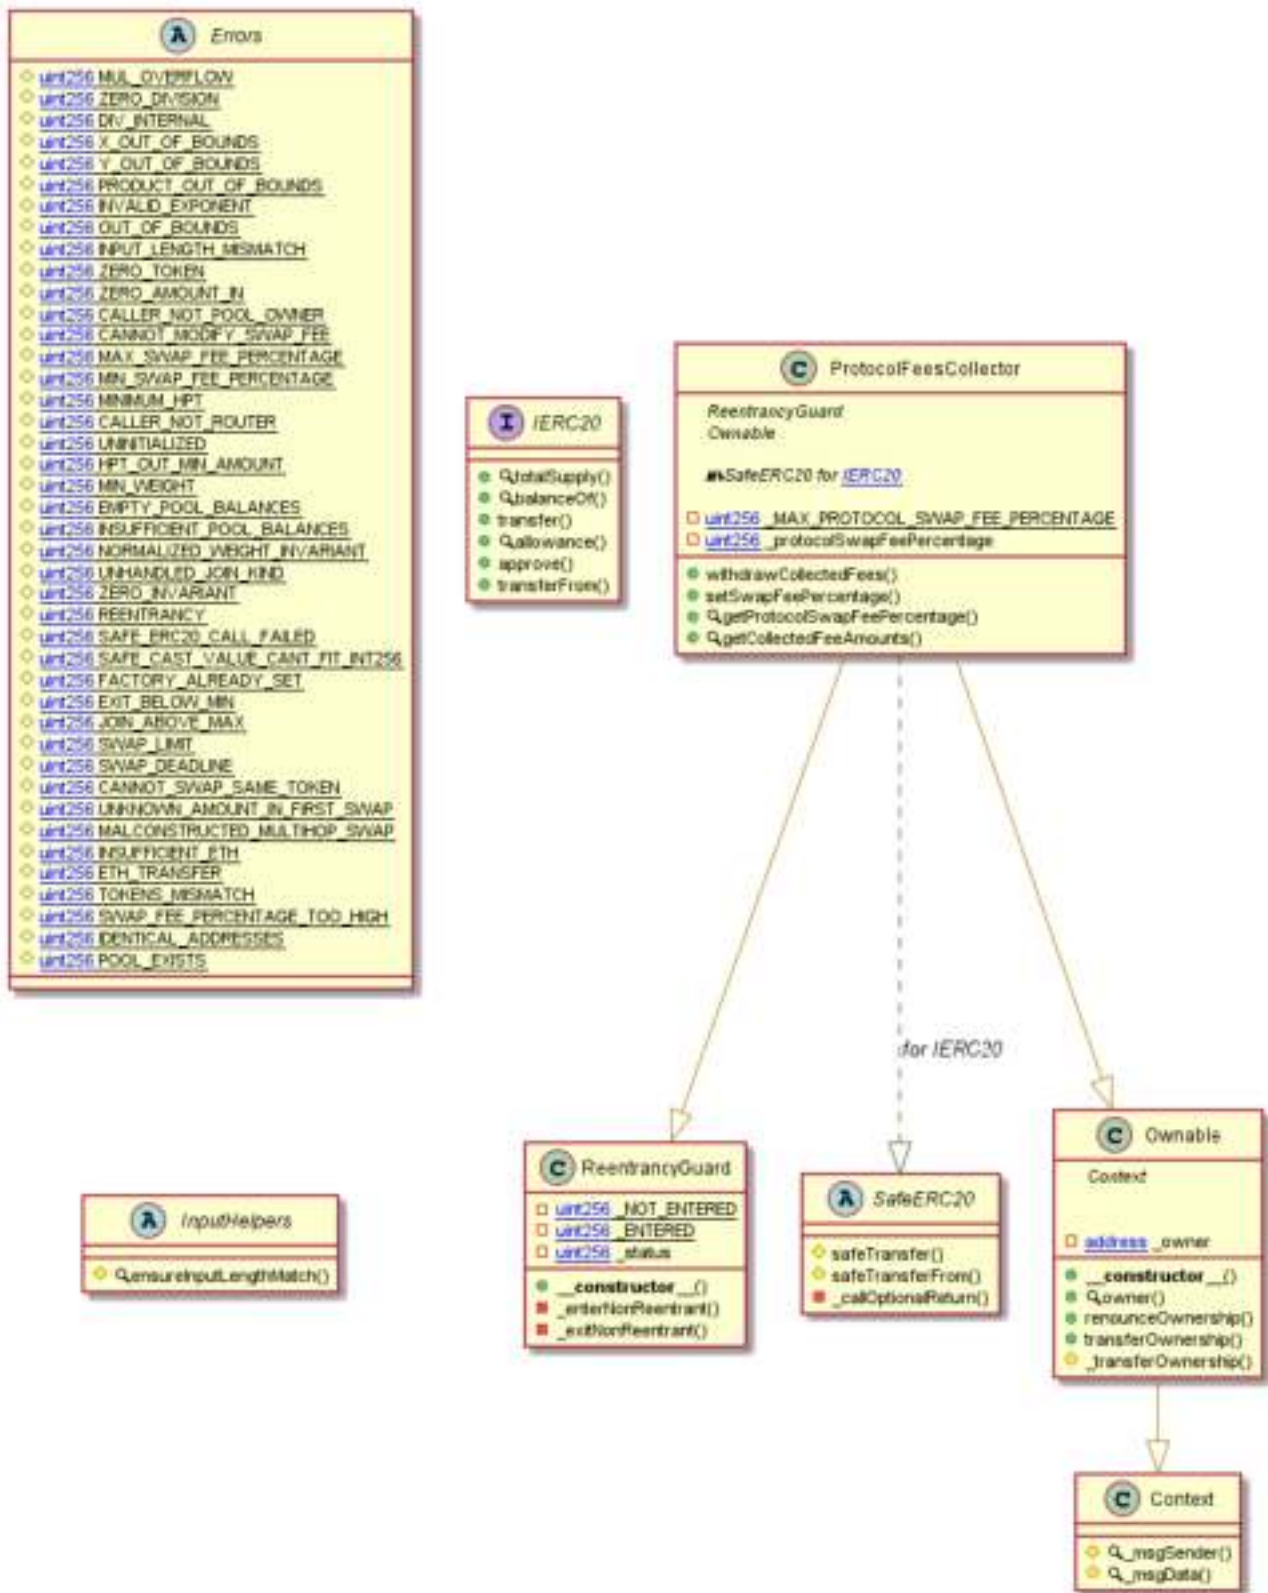 A Errors
uint256 MUL_OVERFLOW
uint256 ZERO_DIVISION
uint256 DIV_INTERNAL
uint256 X_OUT_OF_BOUNDS
uint256 Y_OUT_OF_BOUNDS
uint256 PRODUCT_OUT_OF_BOUNDS
uint256 INVALID_EXPONENT
uint256 OUT_OF_BOUNDS
uint256 INPUT_LENGTH_MISMATCH
uint256 ZERO_TOKEN
uint256 ZERO_AMOUNT_IN
uint256 CALLER_NOT_POOL_OWNER
uint256 CANNOT_MODIFY_SWAP_FEE
uint256 MAX_SWAP_FEE_PERCENTAGE
uint256 MIN_SWAP_FEE_PERCENTAGE
uint256 MINIMUM_HPT
uint256 CALLER_NOT_ROUTER
uint256 UNINITIALIZED
uint256 HPT_OUT_MIN_AMOUNT
uint256 MIN_WEIGHT
uint256 EMPTY_POOL_BALANCES
uint256 INSUFFICIENT_POOL_BALANCES
uint256 NORMALIZED_WEIGHT_INVARIANT
uint256 UNHANDLED_JOIN_KIND
uint256 ZERO_INVARIANT
uint256 REENTRANCY
uint256 SAFE_ERC20_CALL_FAILED
uint256 SAFE_CAST_VALUE_CANT_FIT_INT256
uint256 FACTORY_ALREADY_SET
uint256 EXIT_BELOW_MIN
uint256 JOIN_ABOVE_MAX
uint256 SWAP_LIMIT
uint256 SWAP_DEADLINE
uint256 CANNOT_SWAP_SAME_TOKEN
uint256 UNKNOWN_AMOUNT_IN_FIRST_SWAP
uint256 MALCONSTRUCTED_MULTIHOP_SWAP
uint256 INSUFFICIENT_ETH
uint256 ETH_TRANSFER
uint256 TOKENS_MISMATCH
uint256 SWAP_FEE_PERCENTAGE_TOO_HIGH
uint256 IDENTICAL_ADDRESSES
uint256 POOL_EXISTS
I IERC20
totalSupply()
balanceOf()
transfer()
allowance()
approve()
transferFrom()
C ProtocolFeesCollector
ReentrancyGuard
Ownable
SafeERC20 for IERC20
uint256 _MAX_PROTOCOL_SWAP_FEE_PERCENTAGE
uint256 _protocolSwapFeePercentage
withdrawCollectedFees()
setSwapFeePercentage()
getProtocolSwapFeePercentage()
getCollectedFeeAmounts()
for IERC20
A InputHelpers
ensureInputLengthMatch()
C ReentrancyGuard
uint256 _NOT_ENTERED
uint256 _ENTERED
uint256 _status
__constructor__()
_enterNonReentrant()
_exitNonReentrant()
A SafeERC20
safeTransfer()
safeTransferFrom()
_callOptionalReturn()
C Ownable
Context
address _owner
__constructor__()
owner()
renounceOwnership()
transferOwnership()
_transferOwnership()
C Context
_msgSender()
_msgData()